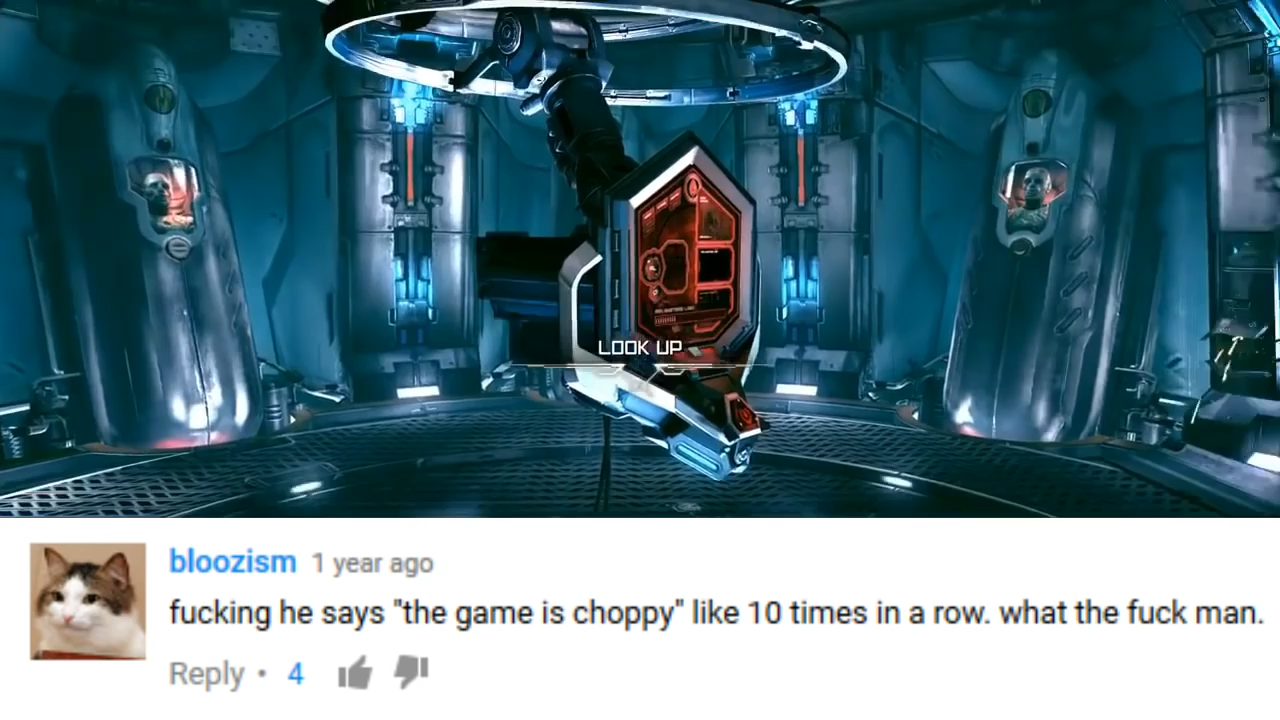 LOOK UP
bloozism 1 year ago
fucking he says "the game is choppy" like 10 times in a row. what the fuck man.
Reply • 4